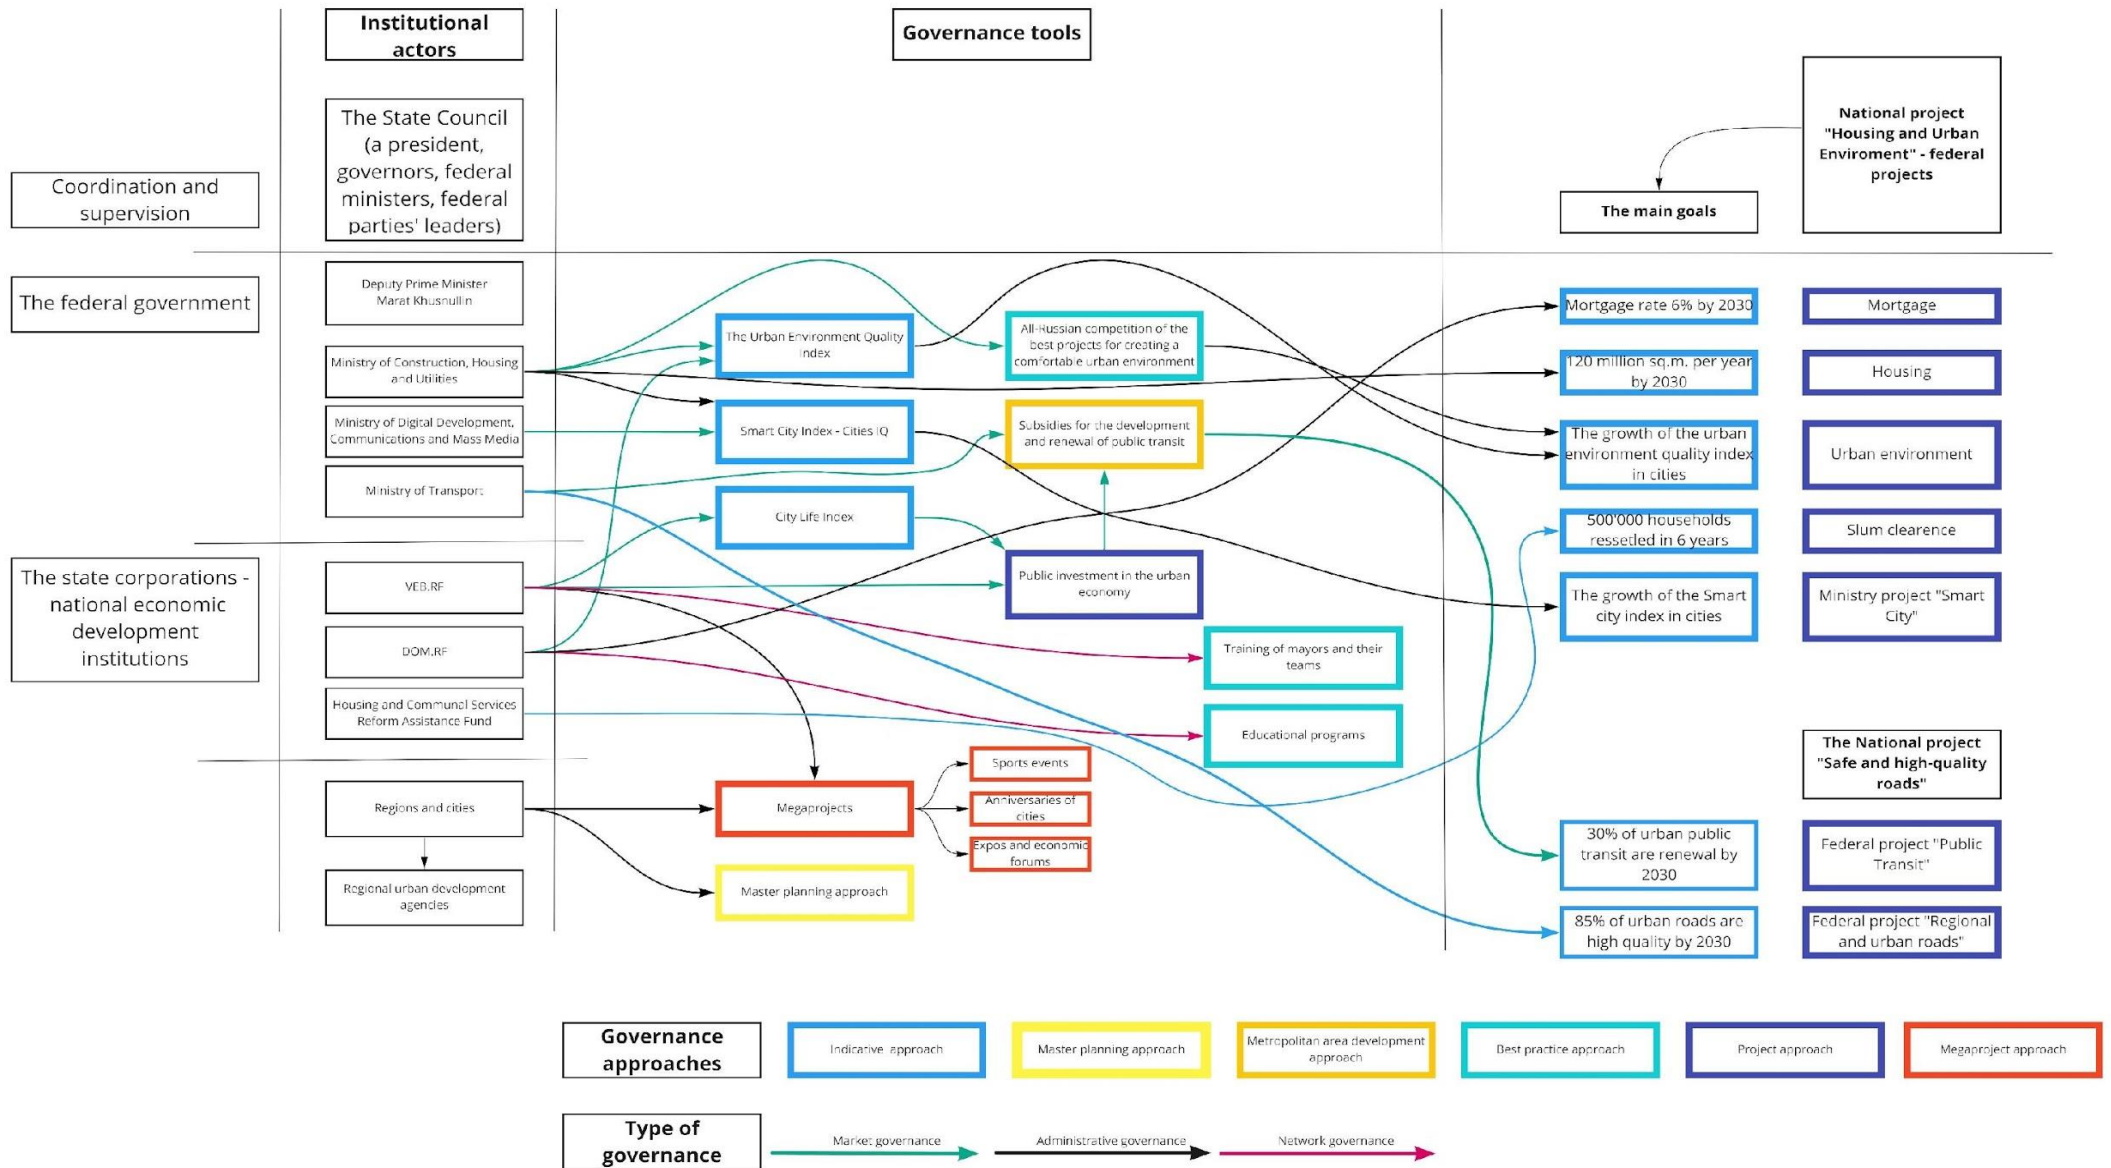 Institutional
actors
Governance tools
The State Council
(a president,
governors, federal
ministers, federal
parties' leaders)
National project
"Housing and Urban
Enviroment" - federal
projects
Coordination and
supervision
The main goals
The federal government
Deputy Prime Minister
Marat Khusnullin
Ministry of Construction, Housing
and Utilities
Ministry of Digital Development,
Communications and Mass Media
Ministry of Transport
The Urban Environment Quality
Index
All-Russian competition of the
best projects for creating a
comfortable urban environment
Smart City Index - Cities IQ
Subsidies for the development
and renewal of public transit
City Life Index
Public investment in the urban
economy
Mortgage rate 6% by 2030
Mortgage
120 million sq.m. per year
by 2030
Housing
The growth of the urban
environment quality index
in cities
Urban environment
500'000 households
ressetled in 6 years
Slum clearence
The growth of the Smart
city index in cities
Ministry project "Smart
City"
The state corporations -
national economic
development
institutions
VEB.RF
DOM.RF
Housing and Communal Services
Reform Assistance Fund
Training of mayors and their
teams
Educational programs
Regions and cities
Regional urban development
agencies
Megaprojects
Sports events
Anniversaries of
cities
Expos and economic
forums
Master planning approach
The National project
"Safe and high-quality
roads"
30% of urban public
transit are renewal by
2030
Federal project "Public
Transit"
85% of urban roads are
high quality by 2030
Federal project "Regional
and urban roads"
Governance
approaches
Indicative approach
Master planning approach
Metropolitan area development
approach
Best practice approach
Project approach
Megaproject approach
Type of
governance
Market governance
Administrative governance
Network governance